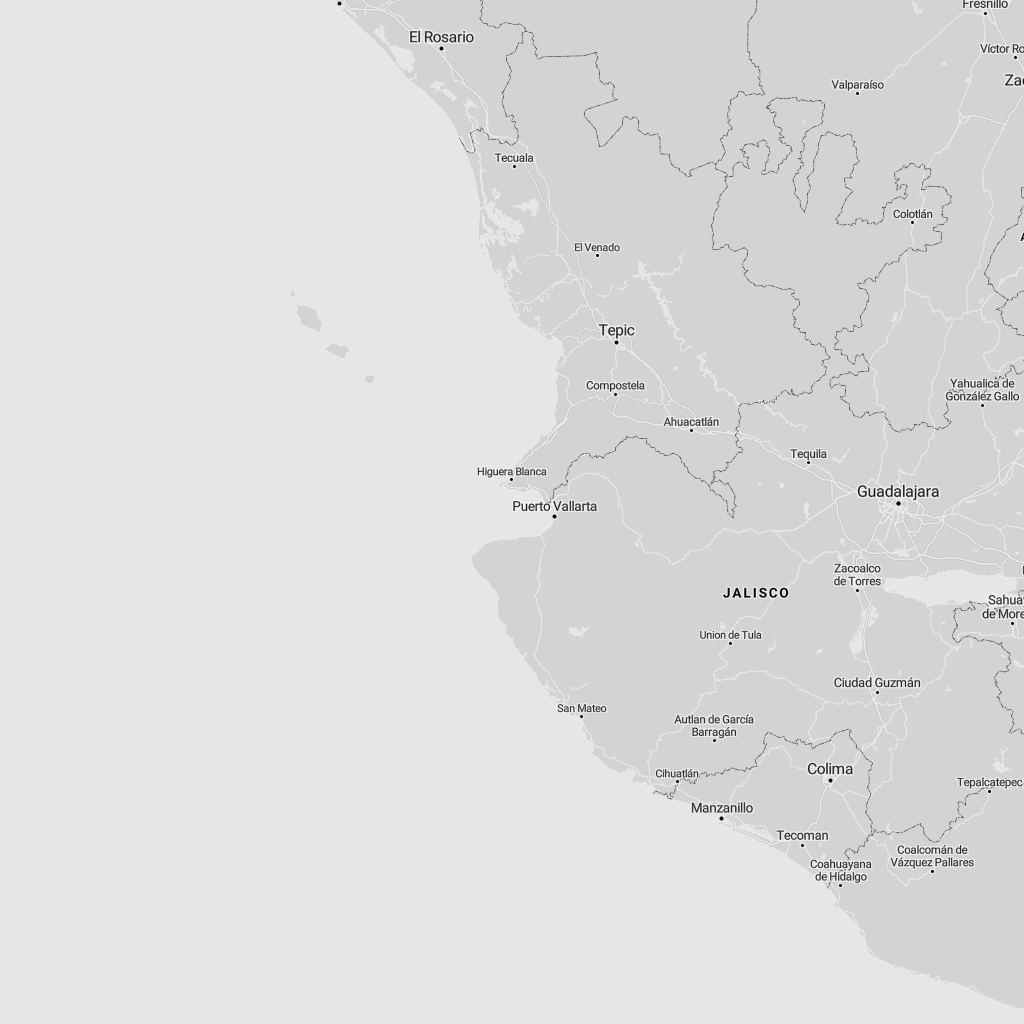 Fresnillo
El Rosario
Víctor Ro
Zac
Valparaíso
Tecuala
Colotlán
El Venado
Tepic
Compostela
Yahualica de
González Gallo
Ahuacatlán
Tequila
Higuera Blanca
Guadalajara
Puerto Vallarta
Zacoalco
de Torres
JALISCO
Sahuay
de More
Union de Tula
Ciudad Guzmán
San Mateo
Autlan de García
Barragán
Cihuatlán
Colima
Tepalcatepec
Manzanillo
Tecoman
Coalcomán de
Vázquez Pallares
Coahuayana
de Hidalgo